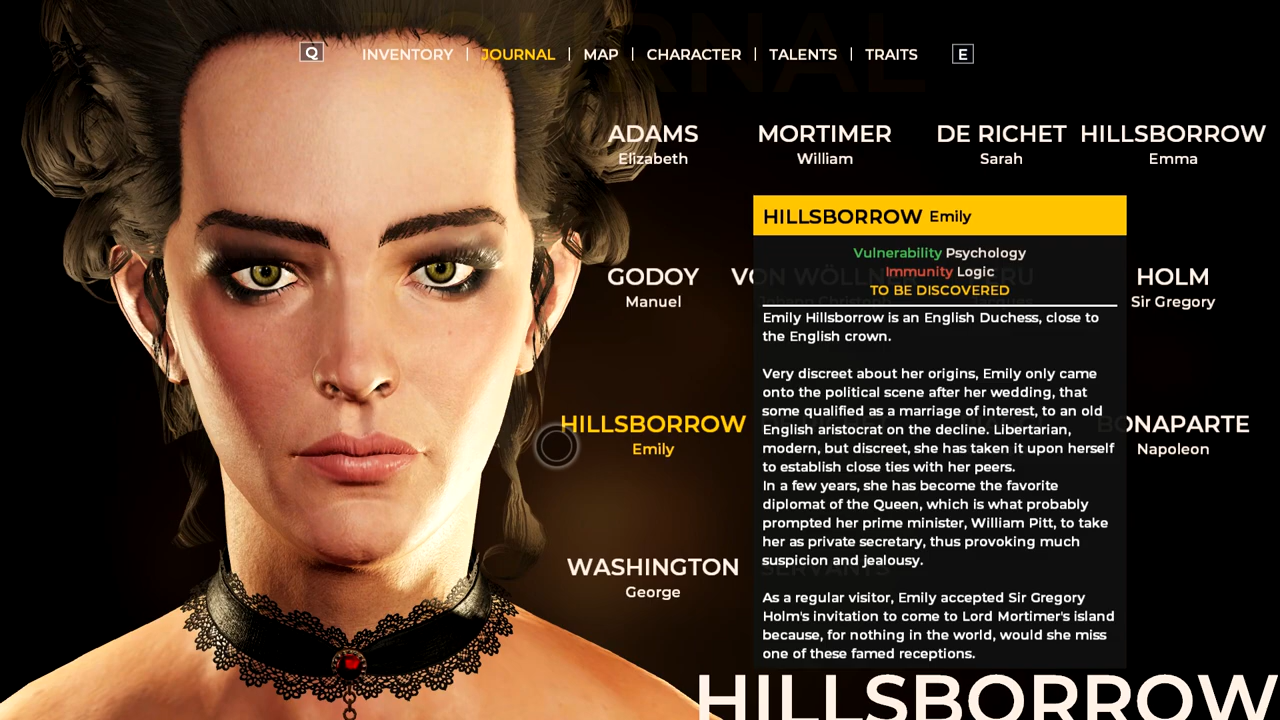 Q INVENTORY | JOURNAL | MAP | CHARACTER | TALENTS | TRAITS E
ADAMS MORTIMER DE RICHET HILLSBORROW
Elizabeth William Sarah Emma
HILLSBORROW Emily
Vulnerability Psychology
Immunity Logic
TO BE DISCOVERED
Emily Hillsborrow is an English Duchess, close to
the English crown.
Very discreet about her origins, Emily only came
onto the political scene after her wedding, that
some qualified as a marriage of interest, to an old
English aristocrat on the decline. Libertarian,
modern, but discreet, she has taken it upon herself
to establish close ties with her peers.
In a few years, she has become the favorite
diplomat of the Queen, which is what probably
prompted her prime minister, William Pitt, to take
her as private secretary, thus provoking much
suspicion and jealousy.
As a regular visitor, Emily accepted Sir Gregory
Holm's invitation to come to Lord Mortimer's island
because, for nothing in the world, would she miss
one of these famed receptions.
GODOY HOLM
Manuel Sir Gregory
HILLSBORROW BONAPARTE
Emily Napoleon
WASHINGTON
George
HILLSBORROW